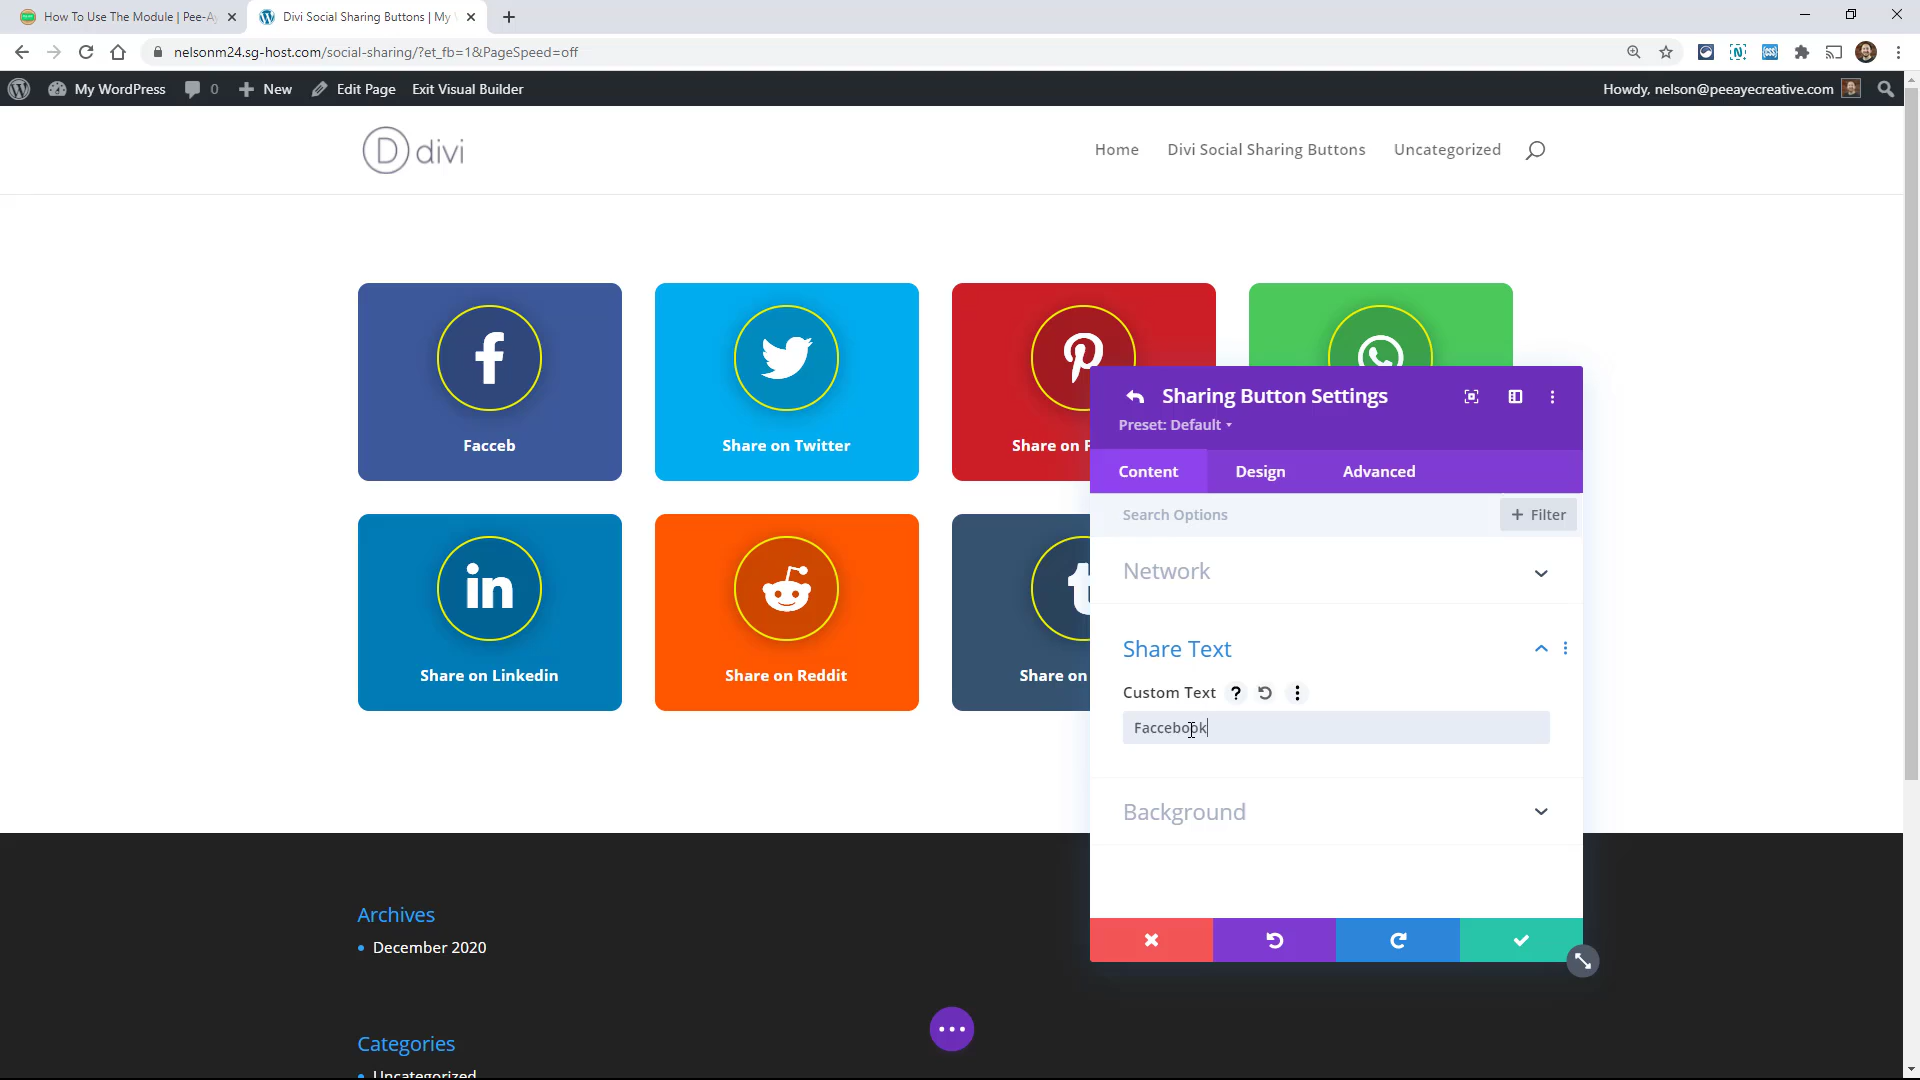 How To Use The Module | Pee-Ay
Divi Social Sharing Buttons | My
nelsonm24.sg-host.com/social-sharing/?et_fb=1&PageSpeed=off
My WordPress
0
New
Edit Page
Exit Visual Builder
Howdy, nelson@peeayecreative.com
D divi
Home
Divi Social Sharing Buttons
Uncategorized
Facceb
Share on Twitter
Share on P
Share on Linkedin
Share on Reddit
Share on
Sharing Button Settings
Preset: Default
Content
Design
Advanced
Search Options
+ Filter
Network
Share Text
Custom Text
Faccebook
Background
Archives
December 2020
Categories
Uncategorized